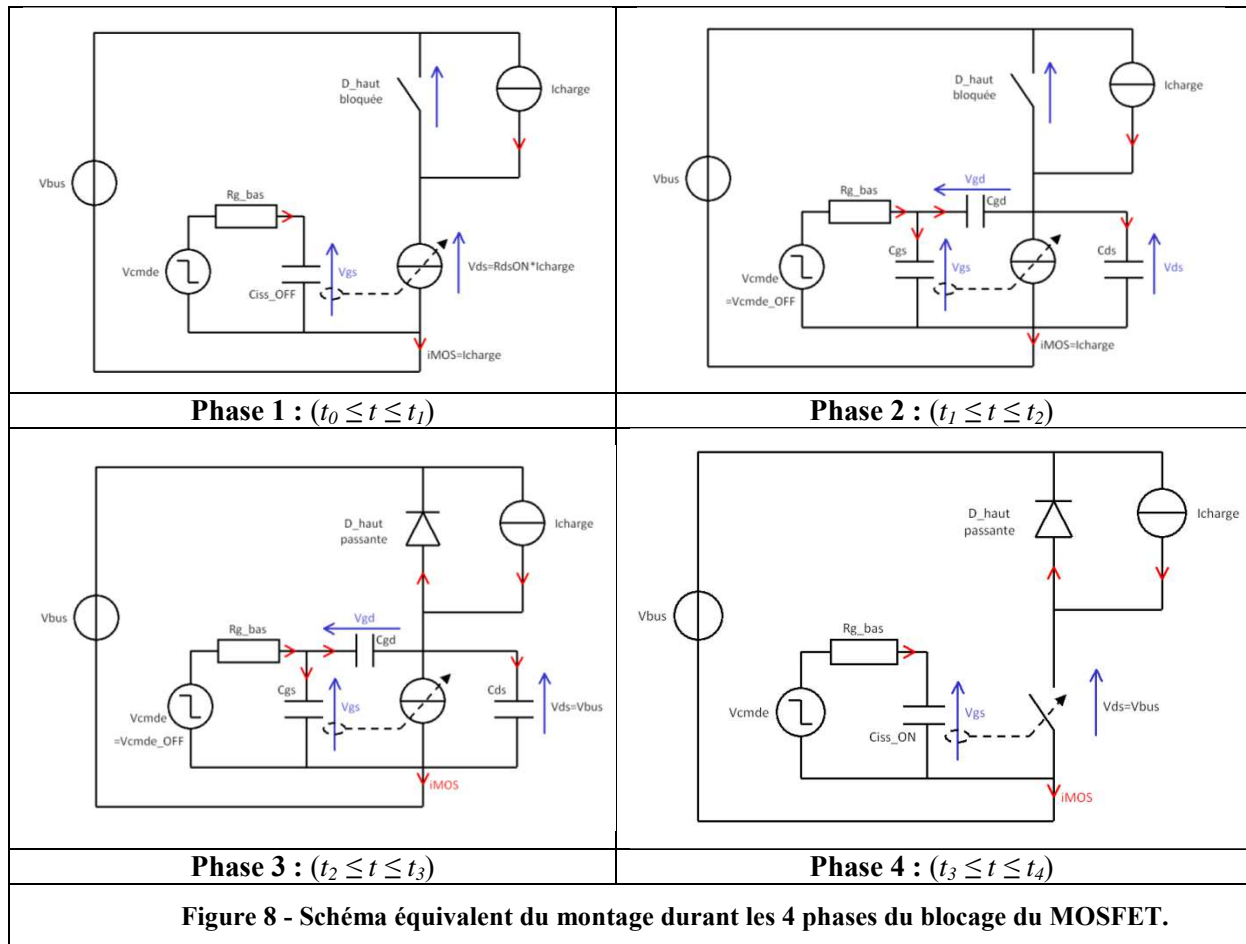 D_haut
bloquée
Icharge
Vbus
Rg_bas
Vcmde
Vgs
Ciss_OFF
Vds=RdsON*Icharge
iMOS=Icharge
Phase 1 : (t0 ≤ t ≤ t1)
D_haut
bloquée
Icharge
Vbus
Rg_bas
Vgd
Cgd
Vcmde
=Vcmde_OFF
Cgs
Vgs
Cds
Vds
iMOS=Icharge
Phase 2 : (t1 ≤ t ≤ t2)
D_haut
passante
Icharge
Vbus
Rg_bas
Vgd
Cgd
Vcmde
=Vcmde_OFF
Cgs
Vgs
Cds
Vds=Vbus
iMOS
Phase 3 : (t2 ≤ t ≤ t3)
D_haut
passante
Icharge
Vbus
Rg_bas
Vcmde
=Vcmde_OFF
Vgs
Ciss_ON
Vds=Vbus
iMOS
Phase 4 : (t3 ≤ t ≤ t4)
Figure 8 - Schéma équivalent du montage durant les 4 phases du blocage du MOSFET.